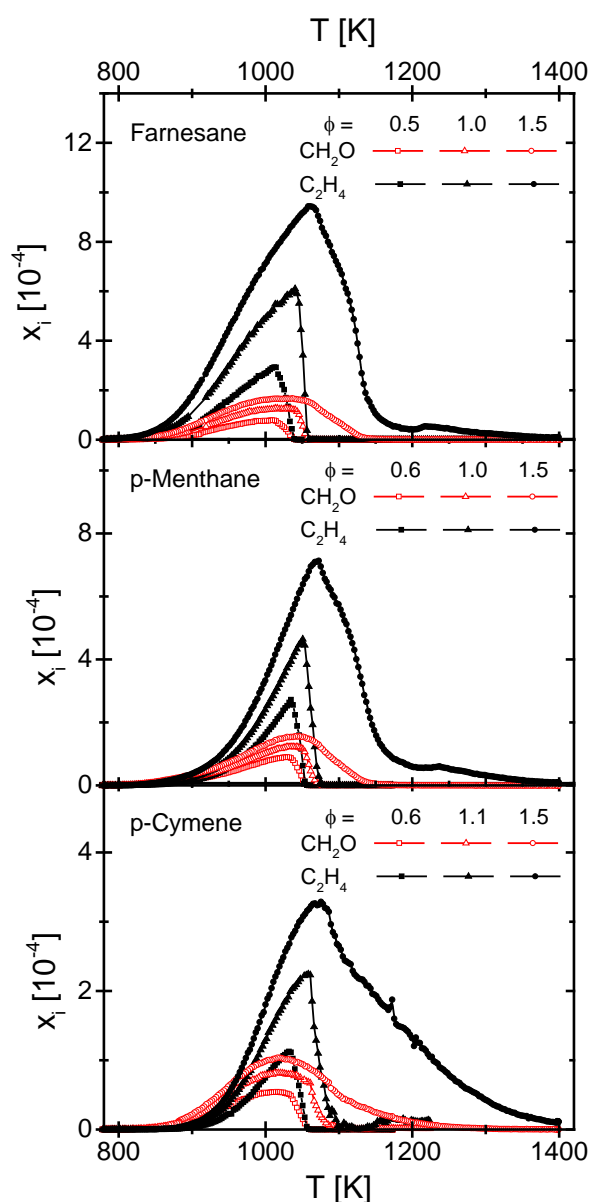 T [K]
800 1000 1200 1400
Farnesane ϕ = 0.5 1.0 1.5
CH₂O
C₂H₄
12
8
4
0
xᵢ [10⁻⁴]
p-Menthane ϕ = 0.6 1.0 1.5
CH₂O
C₂H₄
8
4
0
xᵢ [10⁻⁴]
p-Cymene ϕ = 0.6 1.1 1.5
CH₂O
C₂H₄
4
2
0
xᵢ [10⁻⁴]
800 1000 1200 1400
T [K]